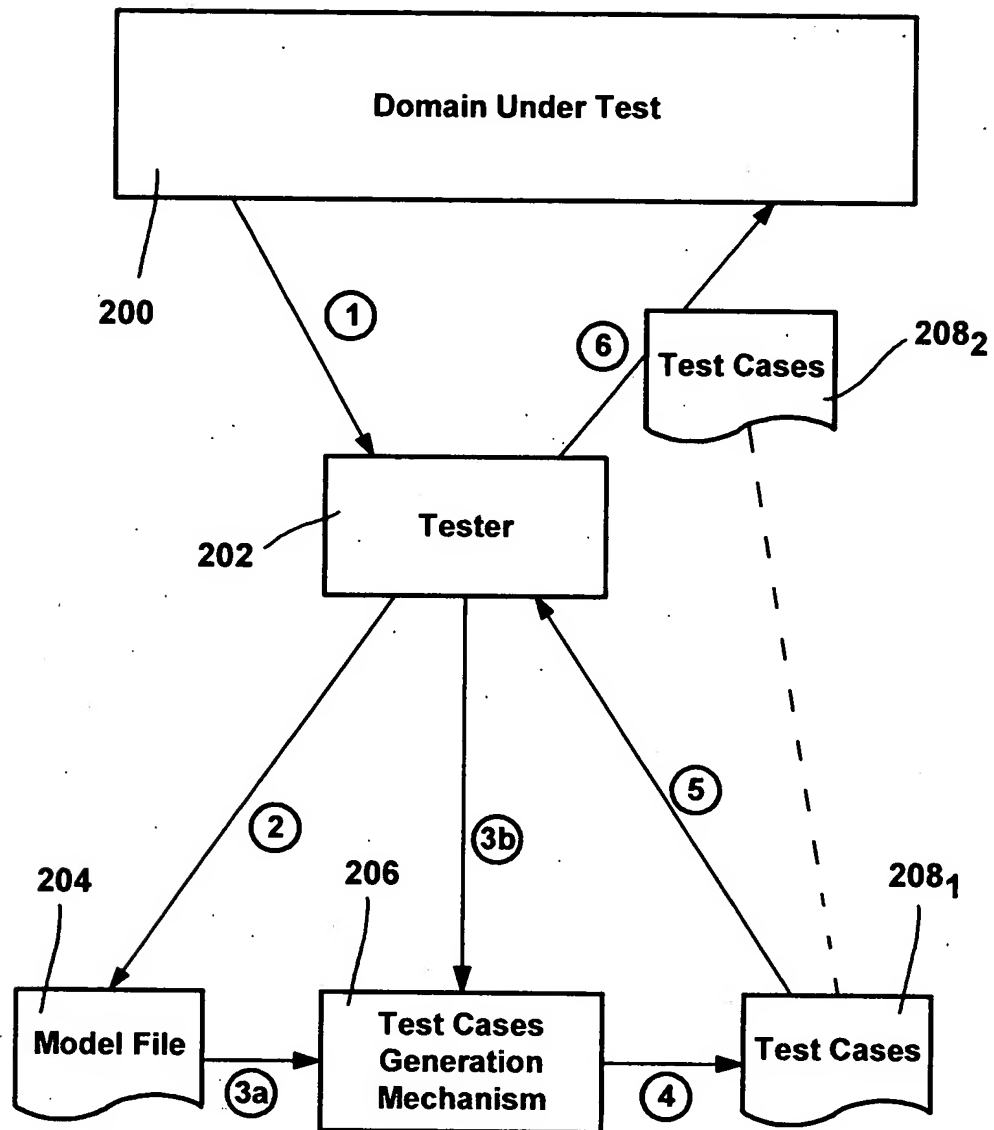 Domain Under Test
200
1
6
Test Cases
208₂
Tester
202
2
3b
5
204
206
208₁
Model File
3a
Test Cases
Generation
Mechanism
4
Test Cases